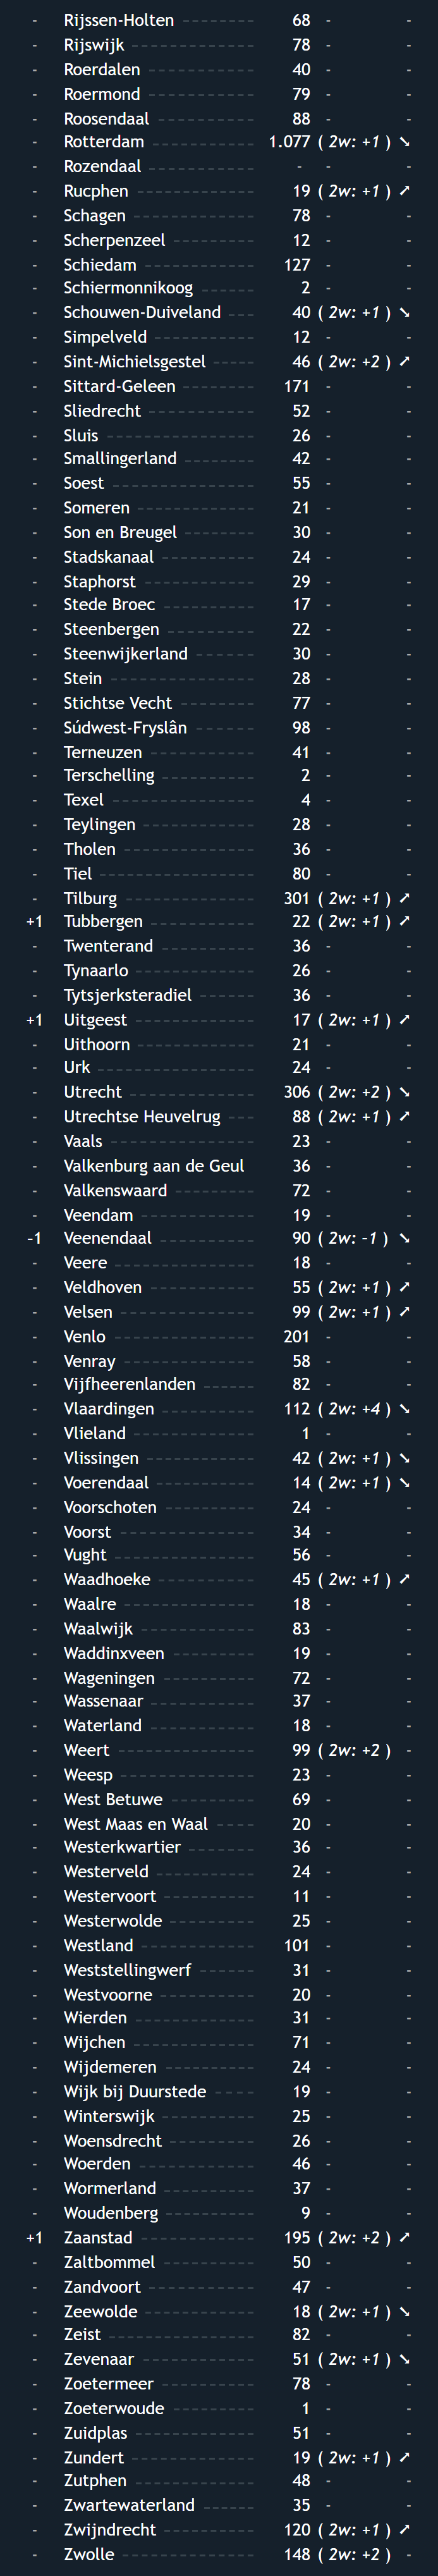 - Rijssen-Holten 68 - -
- Rijswijk 78 - -
- Roerdalen 40 - -
- Roermond 79 - -
- Roosendaal 88 - -
- Rotterdam 1.077 ( 2w: +1 ) ➘
- Rozendaal - - -
- Rucphen 19 ( 2w: +1 ) ➚
- Schagen 78 - -
- Scherpenzeel 12 - -
- Schiedam 127 - -
- Schiermonnikoog 2 - -
- Schouwen-Duiveland 40 ( 2w: +1 ) ➘
- Simpelveld 12 - -
- Sint-Michielsgestel 46 ( 2w: +2 ) ➚
- Sittard-Geleen 171 - -
- Sliedrecht 52 - -
- Sluis 26 - -
- Smallingerland 42 - -
- Soest 55 - -
- Someren 21 - -
- Son en Breugel 30 - -
- Stadskanaal 24 - -
- Staphorst 29 - -
- Stede Broec 17 - -
- Steenbergen 22 - -
- Steenwijkerland 30 - -
- Stein 28 - -
- Stichtse Vecht 77 - -
- Súdwest-Fryslân 98 - -
- Terneuzen 41 - -
- Terschelling 2 - -
- Texel 4 - -
- Teylingen 28 - -
- Tholen 36 - -
- Tiel 80 - -
- Tilburg 301 ( 2w: +1 ) ➚
+1 Tubbergen 22 ( 2w: +1 ) ➚
- Twenterand 36 - -
- Tynaarlo 26 - -
- Tytsjerksteradiel 36 - -
+1 Uitgeest 17 ( 2w: +1 ) ➚
- Uithoorn 21 - -
- Urk 24 - -
- Utrecht 306 ( 2w: +2 ) ➘
- Utrechtse Heuvelrug 88 ( 2w: +1 ) ➚
- Vaals 23 - -
- Valkenburg aan de Geul 36 - -
- Valkenswaard 72 - -
- Veendam 19 - -
-1 Veenendaal 90 ( 2w: -1 ) ➘
- Veere 18 - -
- Veldhoven 55 ( 2w: +1 ) ➚
- Velsen 99 ( 2w: +1 ) ➚
- Venlo 201 - -
- Venray 58 - -
- Vijfheerenlanden 82 - -
- Vlaardingen 112 ( 2w: +4 ) ➘
- Vlieland 1 - -
- Vlissingen 42 ( 2w: +1 ) ➘
- Voerendaal 14 ( 2w: +1 ) ➘
- Voorschoten 24 - -
- Voorst 34 - -
- Vught 56 - -
- Waadhoeke 45 ( 2w: +1 ) ➚
- Waalre 18 - -
- Waalwijk 83 - -
- Waddinxveen 19 - -
- Wageningen 72 - -
- Wassenaar 37 - -
- Waterland 18 - -
- Weert 99 ( 2w: +2 ) -
- Weesp 23 - -
- West Betuwe 69 - -
- West Maas en Waal 20 - -
- Westerkwartier 36 - -
- Westerveld 24 - -
- Westervoort 11 - -
- Westerwolde 25 - -
- Westland 101 - -
- Weststellingwerf 31 - -
- Westvoorne 20 - -
- Wierden 31 - -
- Wijchen 71 - -
- Wijdemeren 24 - -
- Wijk bij Duurstede 19 - -
- Winterswijk 25 - -
- Woensdrecht 26 - -
- Woerden 46 - -
- Wormerland 37 - -
- Woudenberg 9 - -
+1 Zaanstad 195 ( 2w: +2 ) ➚
- Zaltbommel 50 - -
- Zandvoort 47 - -
- Zeewolde 18 ( 2w: +1 ) ➘
- Zeist 82 - -
- Zevenaar 51 ( 2w: +1 ) ➘
- Zoetermeer 78 - -
- Zoeterwoude 1 - -
- Zuidplas 51 - -
- Zundert 19 ( 2w: +1 ) ➚
- Zutphen 48 - -
- Zwartewaterland 35 - -
- Zwijndrecht 120 ( 2w: +1 ) ➚
- Zwolle 148 ( 2w: +2 ) -